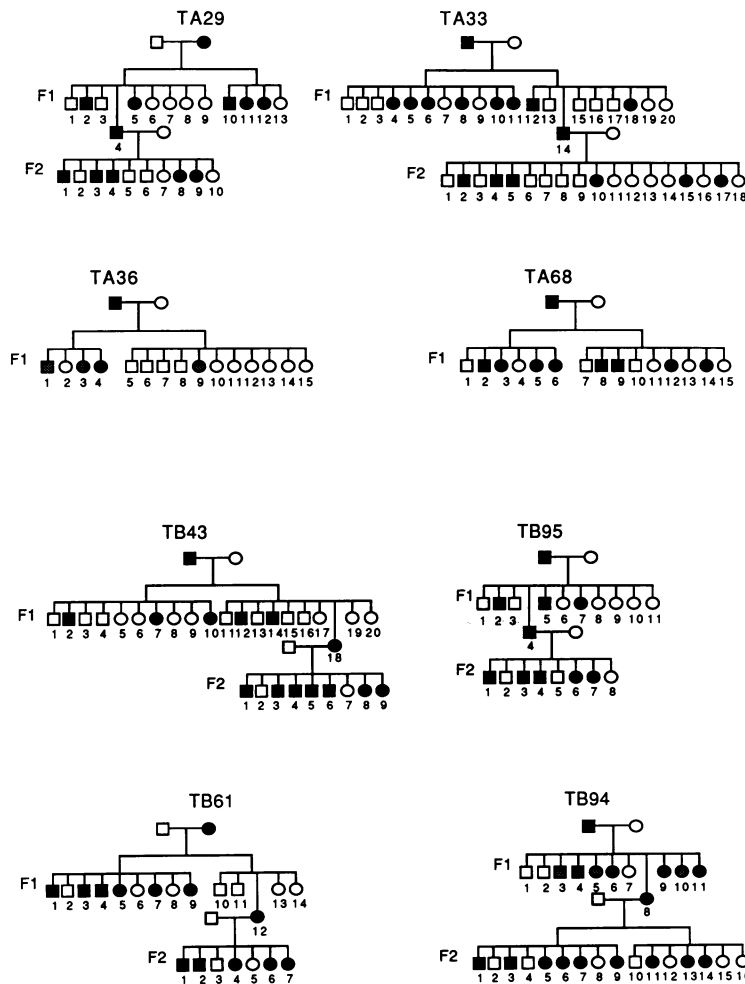 TA29 TA33
F1 1 2 3 5 6 7 8 9 10 11 12 13 F1 1 2 3 4 5 6 7 8 9 10 11 12 13 15 16 17 18 19 20
4 14
F2 1 2 3 4 5 6 7 8 9 10 F2 1 2 3 4 5 6 7 8 9 10 11 12 13 14 15 16 17 18
TA36 TA68
F1 1 2 3 4 5 6 7 8 9 10 11 12 13 14 15 F1 1 2 3 4 5 6 7 8 9 10 11 12 13 14 15
TB43 TB95
F1 1 2 3 4 5 6 7 8 9 10 11 12 13 14 15 16 17 19 20 F1 1 2 3 5 6 7 8 9 10 11
18 4
F2 1 2 3 4 5 6 7 8 9 F2 1 2 3 4 5 6 7 8
TB61 TB94
F1 1 2 3 4 5 6 7 8 9 10 11 13 14 F1 1 2 3 4 5 6 7 9 10 11
12 8
F2 1 2 3 4 5 6 7 F2 1 2 3 4 5 6 7 8 9 10 11 12 13 14 15